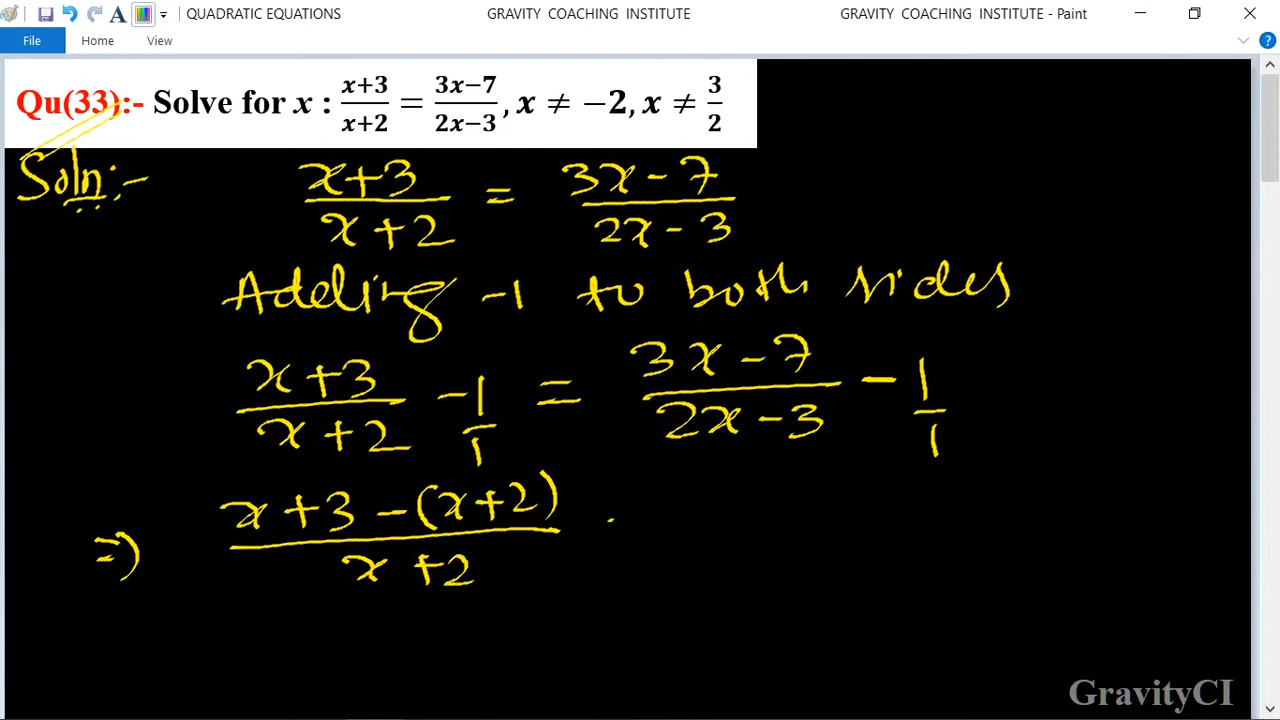 QUADRATIC EQUATIONS GRAVITY COACHING INSTITUTE GRAVITY COACHING INSTITUTE - Paint
File Home View
Qu(33):- Solve for x : (x+3)/(x+2) = (3x−7)/(2x−3), x ≠ −2, x ≠ 3/2
Soln:- (x+3)/(x+2) = (3x-7)/(2x-3)
Adding -1 to both sides
(x+3)/(x+2) - 1/1 = (3x-7)/(2x-3) - 1/1
=) (x+3-(x+2))/(x+2)
GravityCI